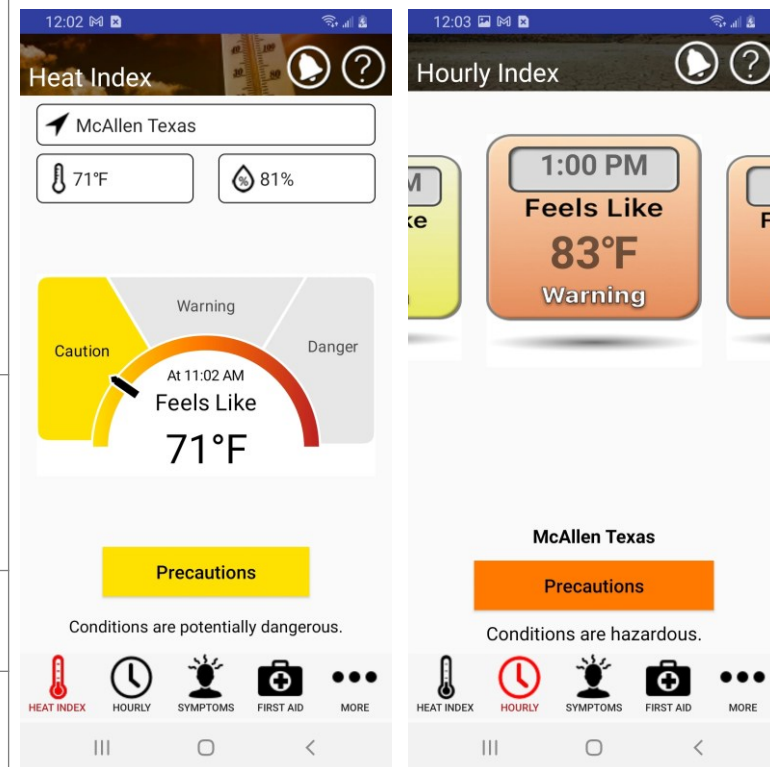 12:02
Heat Index
McAllen Texas
71°F
% 81%
Caution
Warning
Danger
At 11:02 AM
Feels Like
71°F
Precautions
Conditions are potentially dangerous.
HEAT INDEX
HOURLY
SYMPTOMS
FIRST AID
MORE
12:03
Hourly Index
?
M
ke
1:00 PM
Feels Like
83°F
Warning
F
McAllen Texas
Precautions
Conditions are hazardous.
HEAT INDEX
HOURLY
SYMPTOMS
FIRST AID
MORE